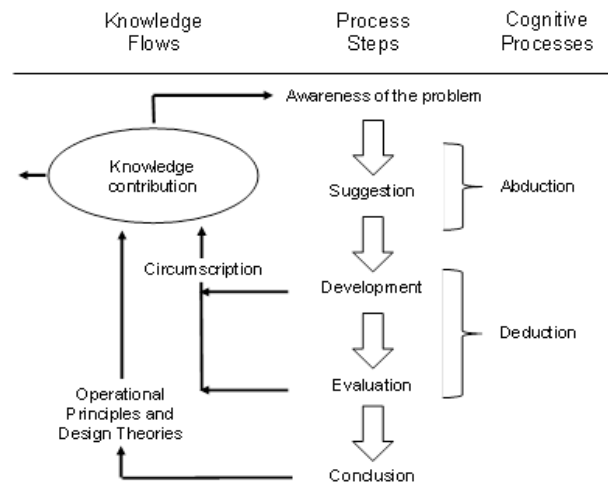 Knowledge
Flows
Process
Steps
Cognitive
Processes
Awareness of the problem
Knowledge
contribution
Suggestion
Abduction
Circumscription
Development
Deduction
Evaluation
Operational
Principles and
Design Theories
Conclusion